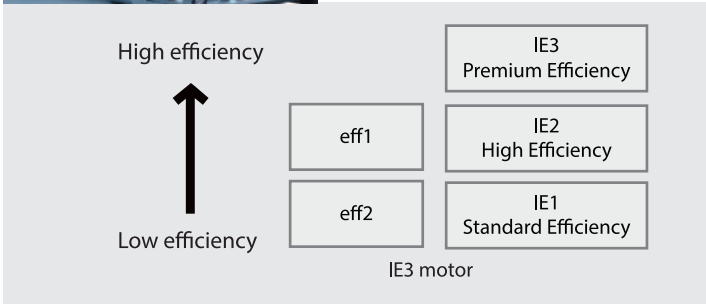 High efficiency
IE3
Premium Efficiency
eff1
IE2
High Efficiency
eff2
IE1
Standard Efficiency
Low efficiency
IE3 motor